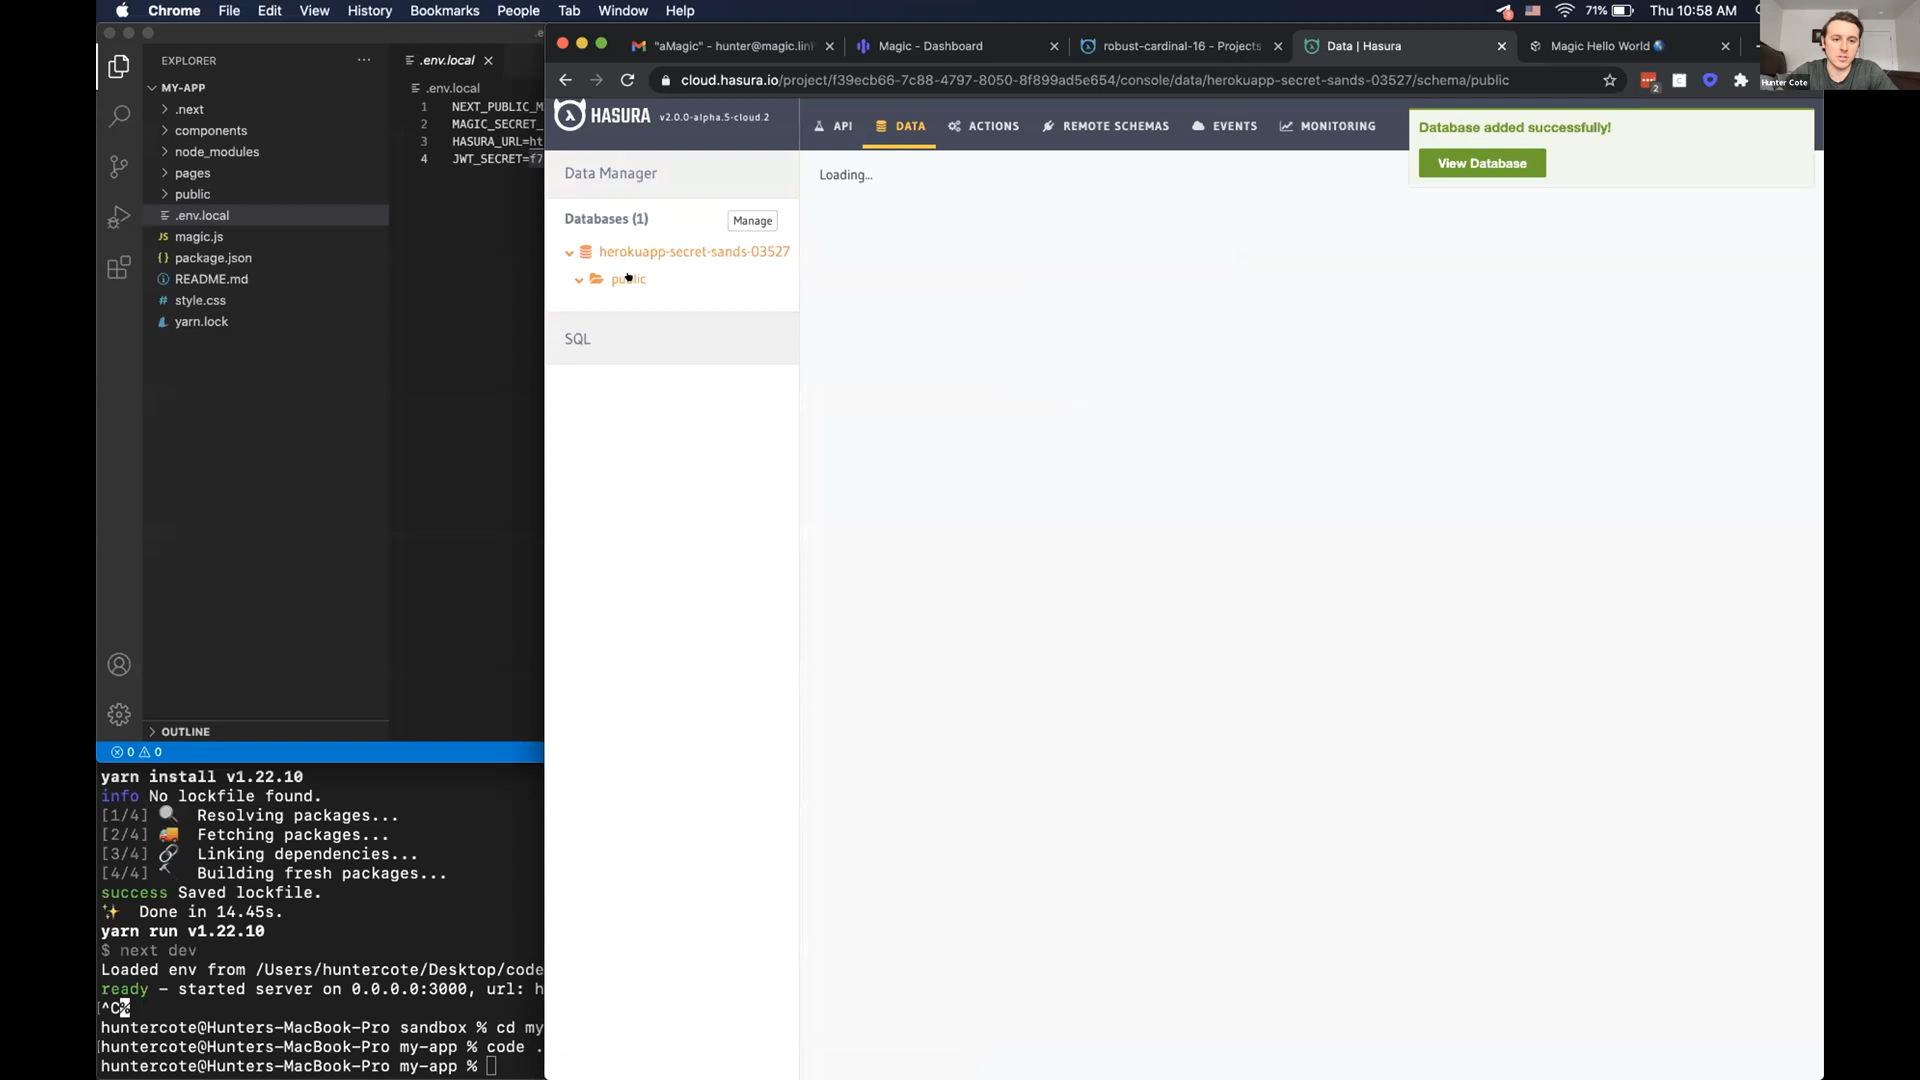 Chrome File Edit View History Bookmarks People Tab Window Help
71% Thu 10:58 AM
Hunter Cote
EXPLORER
MY-APP
.next
components
node_modules
pages
public
.env.local
magic.js
package.json
README.md
style.css
yarn.lock
OUTLINE
0 0
.env.local
.env.local
1 NEXT_PUBLIC_M
2 MAGIC_SECRET_
3 HASURA_URL=ht
4 JWT_SECRET=f7
yarn install v1.22.10
info No lockfile found.
[1/4] Resolving packages...
[2/4] Fetching packages...
[3/4] Linking dependencies...
[4/4] Building fresh packages...
success Saved lockfile.
Done in 14.45s.
yarn run v1.22.10
$ next dev
Loaded env from /Users/huntercote/Desktop/code
ready - started server on 0.0.0.0:3000, url: h
^C%
huntercote@Hunters-MacBook-Pro sandbox % cd my
huntercote@Hunters-MacBook-Pro my-app % code .
huntercote@Hunters-MacBook-Pro my-app %
"aMagic" - hunter@magic.lin
Magic - Dashboard
robust-cardinal-16 - Projects
Data | Hasura
Magic Hello World
cloud.hasura.io/project/f39ecb66-7c88-4797-8050-8f899ad5e654/console/data/herokuapp-secret-sands-03527/schema/public
2
HASURA v2.0.0-alpha.5-cloud.2
API DATA ACTIONS REMOTE SCHEMAS EVENTS MONITORING
Database added successfully!
View Database
Data Manager
Databases (1) Manage
herokuapp-secret-sands-03527
public
SQL
Loading...